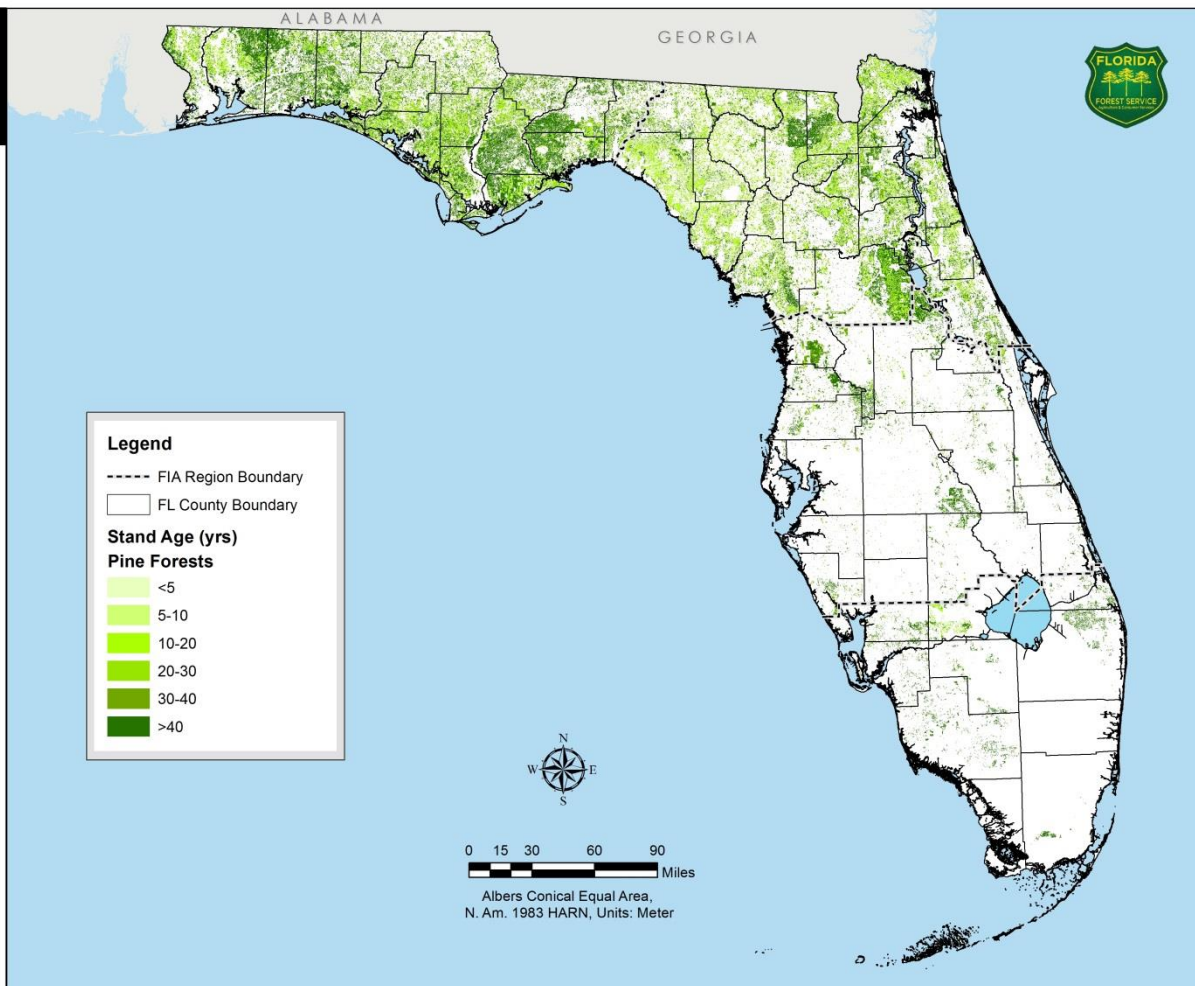 ALABAMA
GEORGIA
FLORIDA
FOREST SERVICE
Legend
FIA Region Boundary
FL County Boundary
Stand Age (yrs)
Pine Forests
<5
5-10
10-20
20-30
30-40
>40
N
W E
S
0 15 30 60 90
Miles
Albers Conical Equal Area,
N. Am. 1983 HARN, Units: Meter